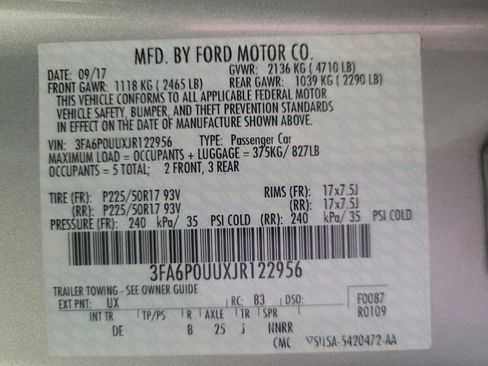 MFD. BY FORD MOTOR CO.
DATE: 09/17 GVWR: 2136 KG ( 4710 LB)
FRONT GAWR: 1118 KG ( 2465 LB) REAR GAWR: 1039 KG ( 2290 LB)
THIS VEHICLE CONFORMS TO ALL APPLICABLE FEDERAL MOTOR
VEHICLE SAFETY, BUMPER, AND THEFT PREVENTION STANDARDS
IN EFFECT ON THE DATE OF MANUFACTURE SHOWN ABOVE.
VIN: 3FA6P0UUXJR122956 TYPE: Passenger Car
MAXIMUM LOAD = OCCUPANTS + LUGGAGE = 375KG/ 827LB
OCCUPANTS = 5 TOTAL; 2 FRONT, 3 REAR
TIRE (FR): P225/50R17 93V RIMS (FR): 17x7.5J
(RR): P225/50R17 93V (RR): 17x7.5J
PRESSURE (FR): 240 kPa/ 35 PSI COLD (RR): 240 kPa/ 35 PSI COLD
3FA6P0UUXJR122956
TRAILER TOWING - SEE OWNER GUIDE
EXT PNT: UX RC: 83 DSO: F0087
R0109
INT TR TP/PS R AXLE TR SPR
DE B 25 J NNRR
CMC 5420472-AA